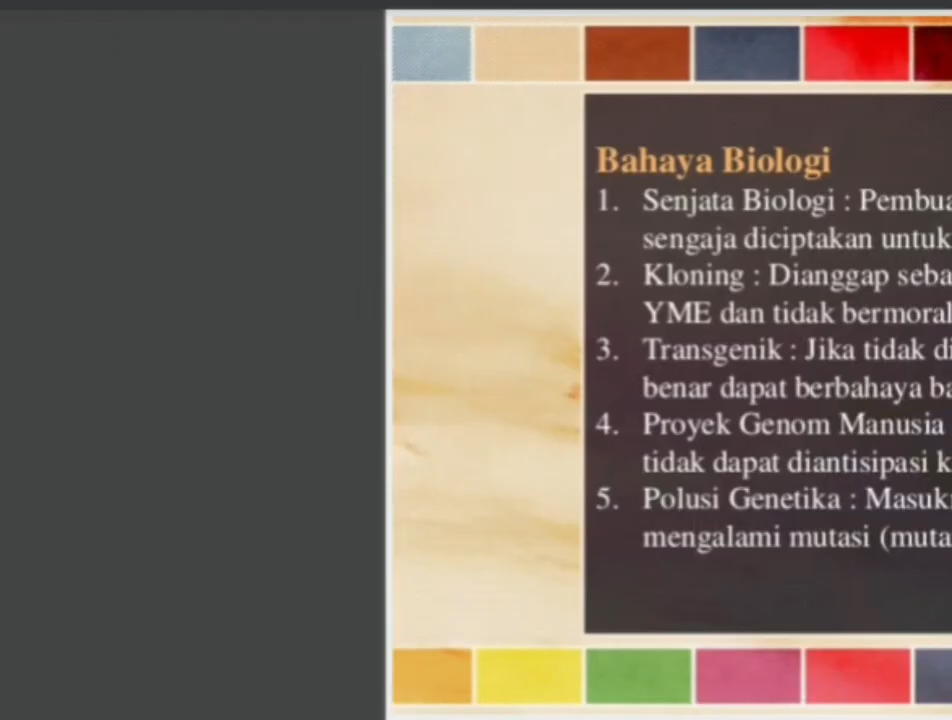 Bahaya Biologi
1. Senjata Biologi : Pembua
sengaja diciptakan untuk
2. Kloning : Dianggap seba
YME dan tidak bermoral
3. Transgenik : Jika tidak di
benar dapat berbahaya ba
4. Proyek Genom Manusia
tidak dapat diantisipasi k
5. Polusi Genetika : Masuk
mengalami mutasi (muta